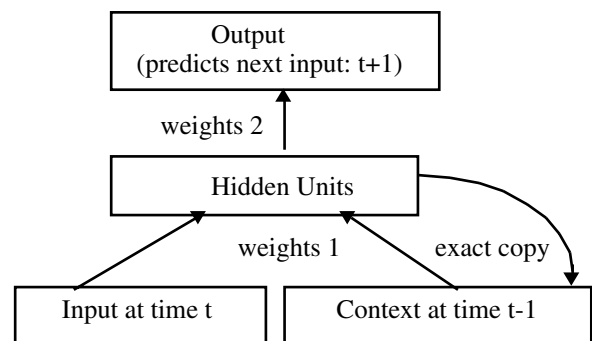 Output
(predicts next input: t+1)
weights 2
Hidden Units
weights 1
exact copy
Input at time t
Context at time t-1